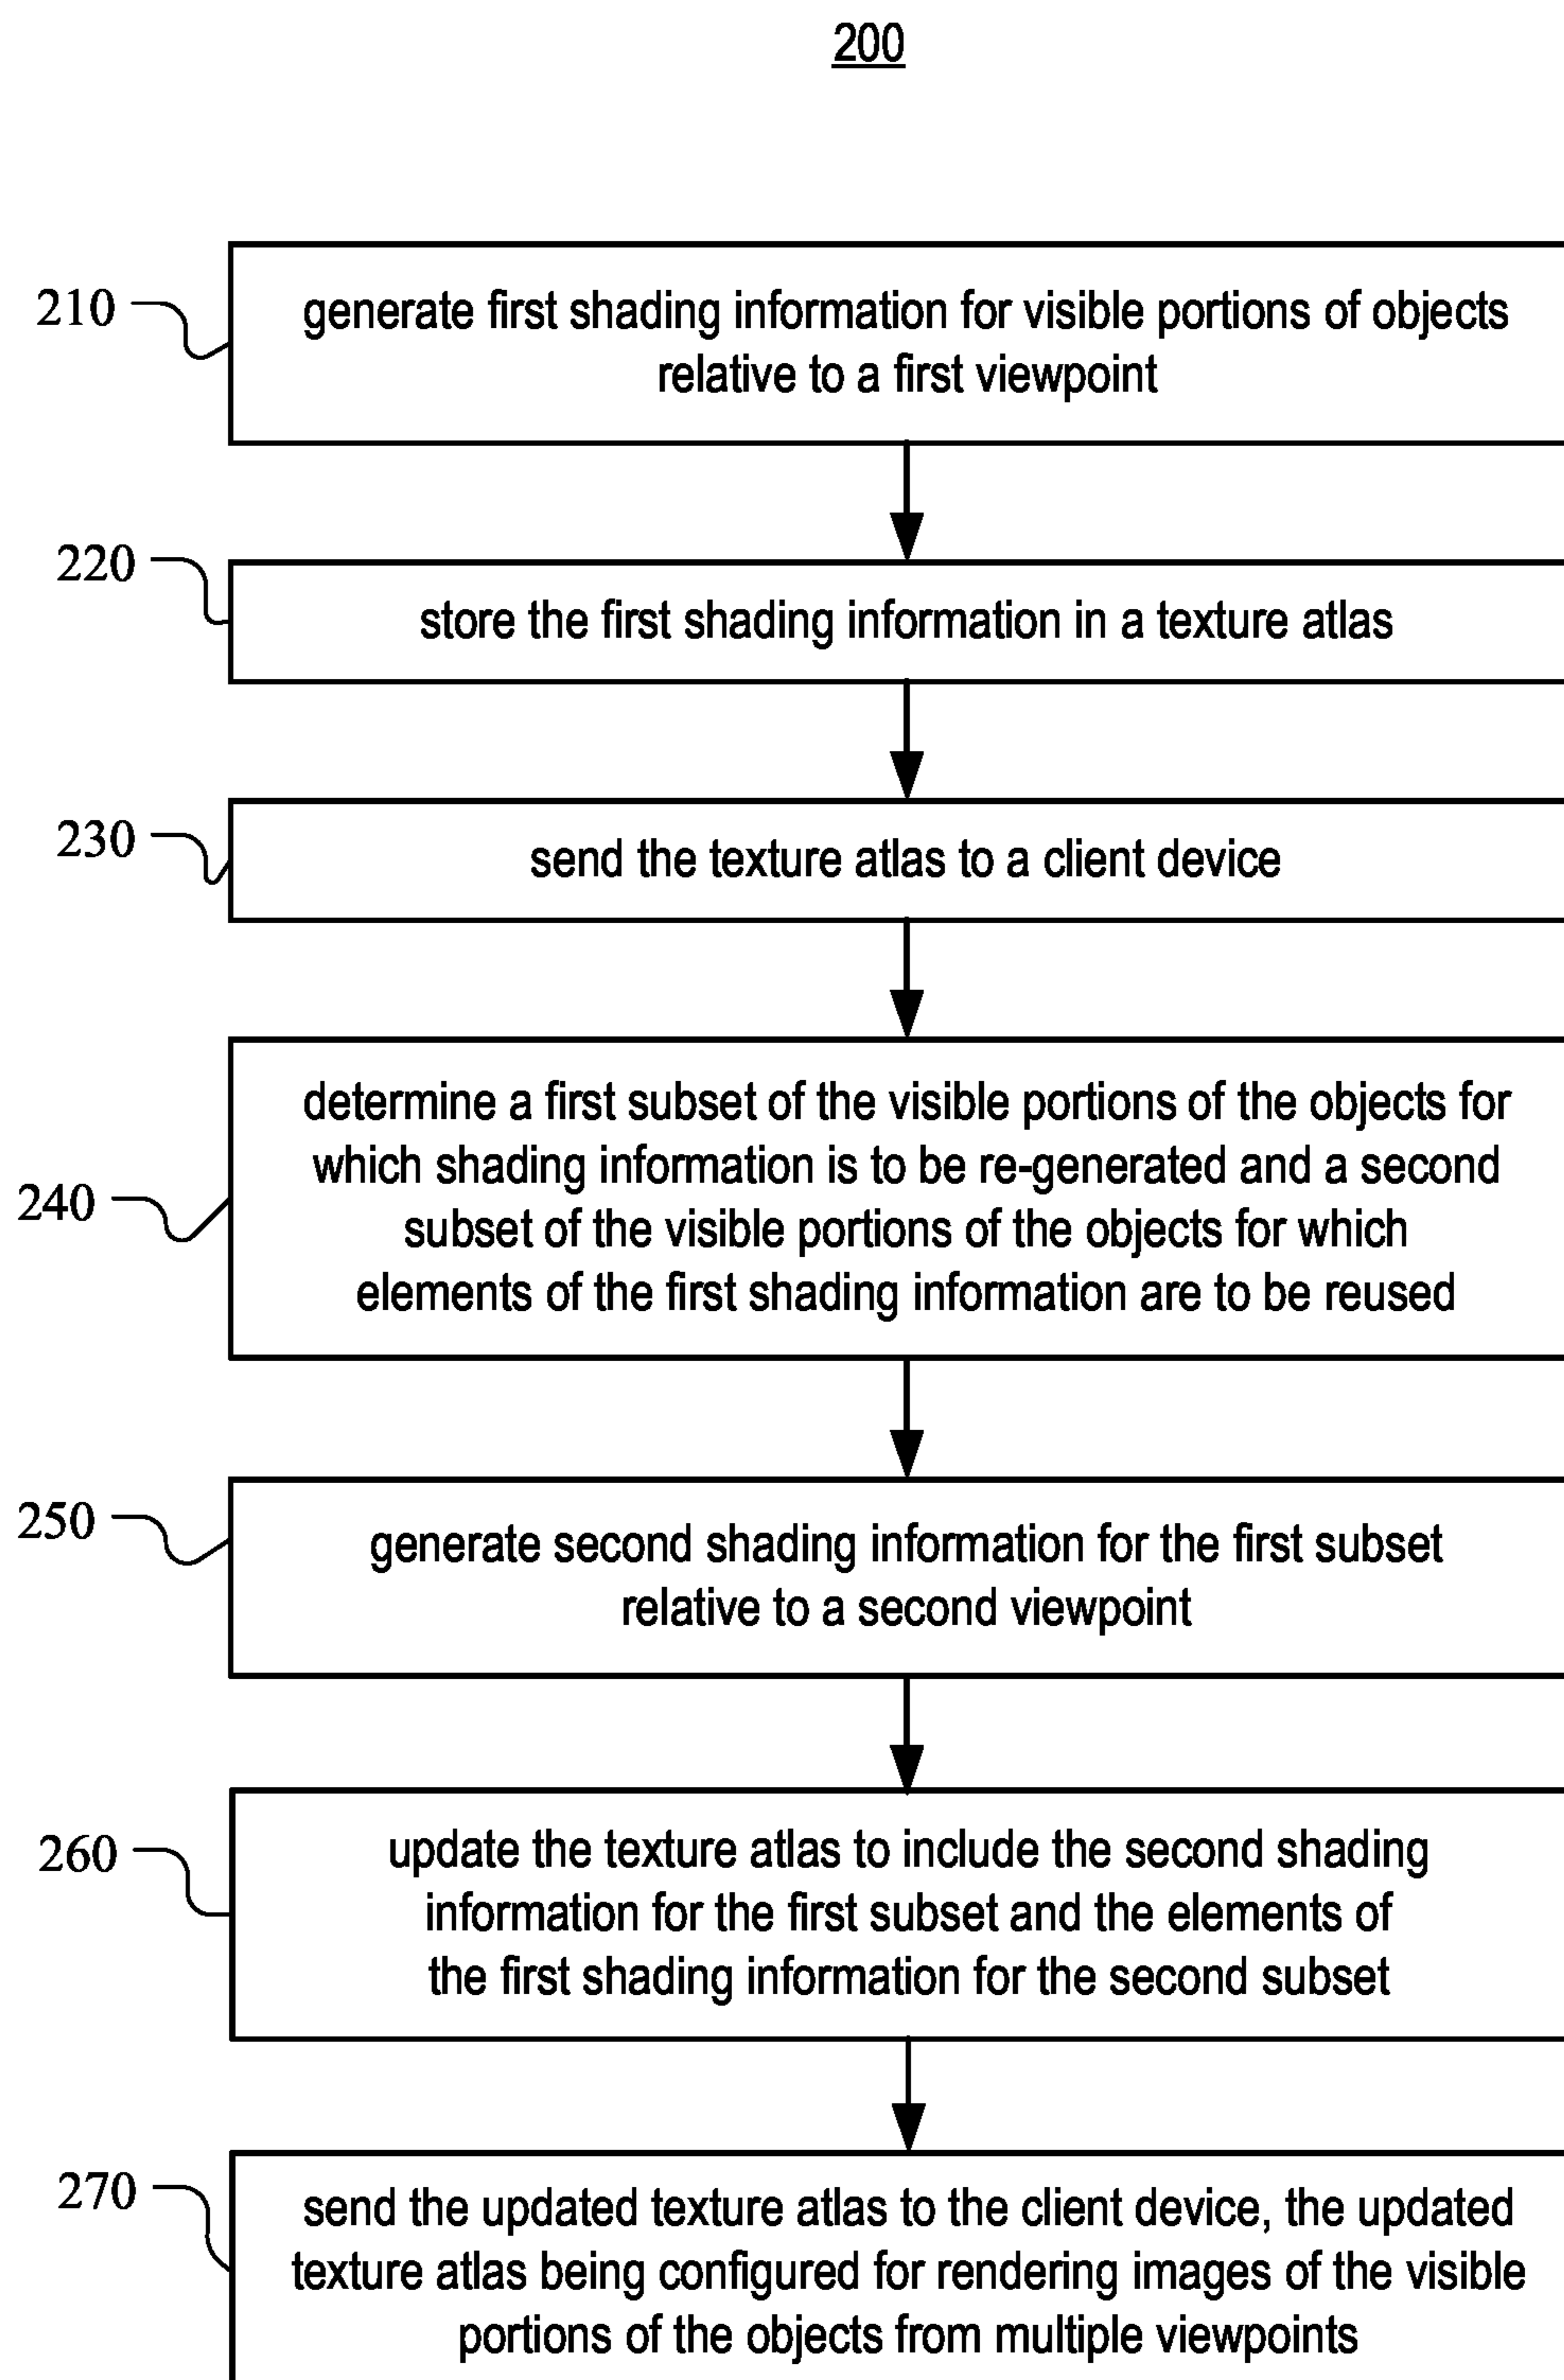 200
210
generate first shading information for visible portions of objects
relative to a first viewpoint
220
store the first shading information in a texture atlas
230
send the texture atlas to a client device
240
determine a first subset of the visible portions of the objects for
which shading information is to be re-generated and a second
subset of the visible portions of the objects for which
elements of the first shading information are to be reused
250
generate second shading information for the first subset
relative to a second viewpoint
260
update the texture atlas to include the second shading
information for the first subset and the elements of
the first shading information for the second subset
270
send the updated texture atlas to the client device, the updated
texture atlas being configured for rendering images of the visible
portions of the objects from multiple viewpoints